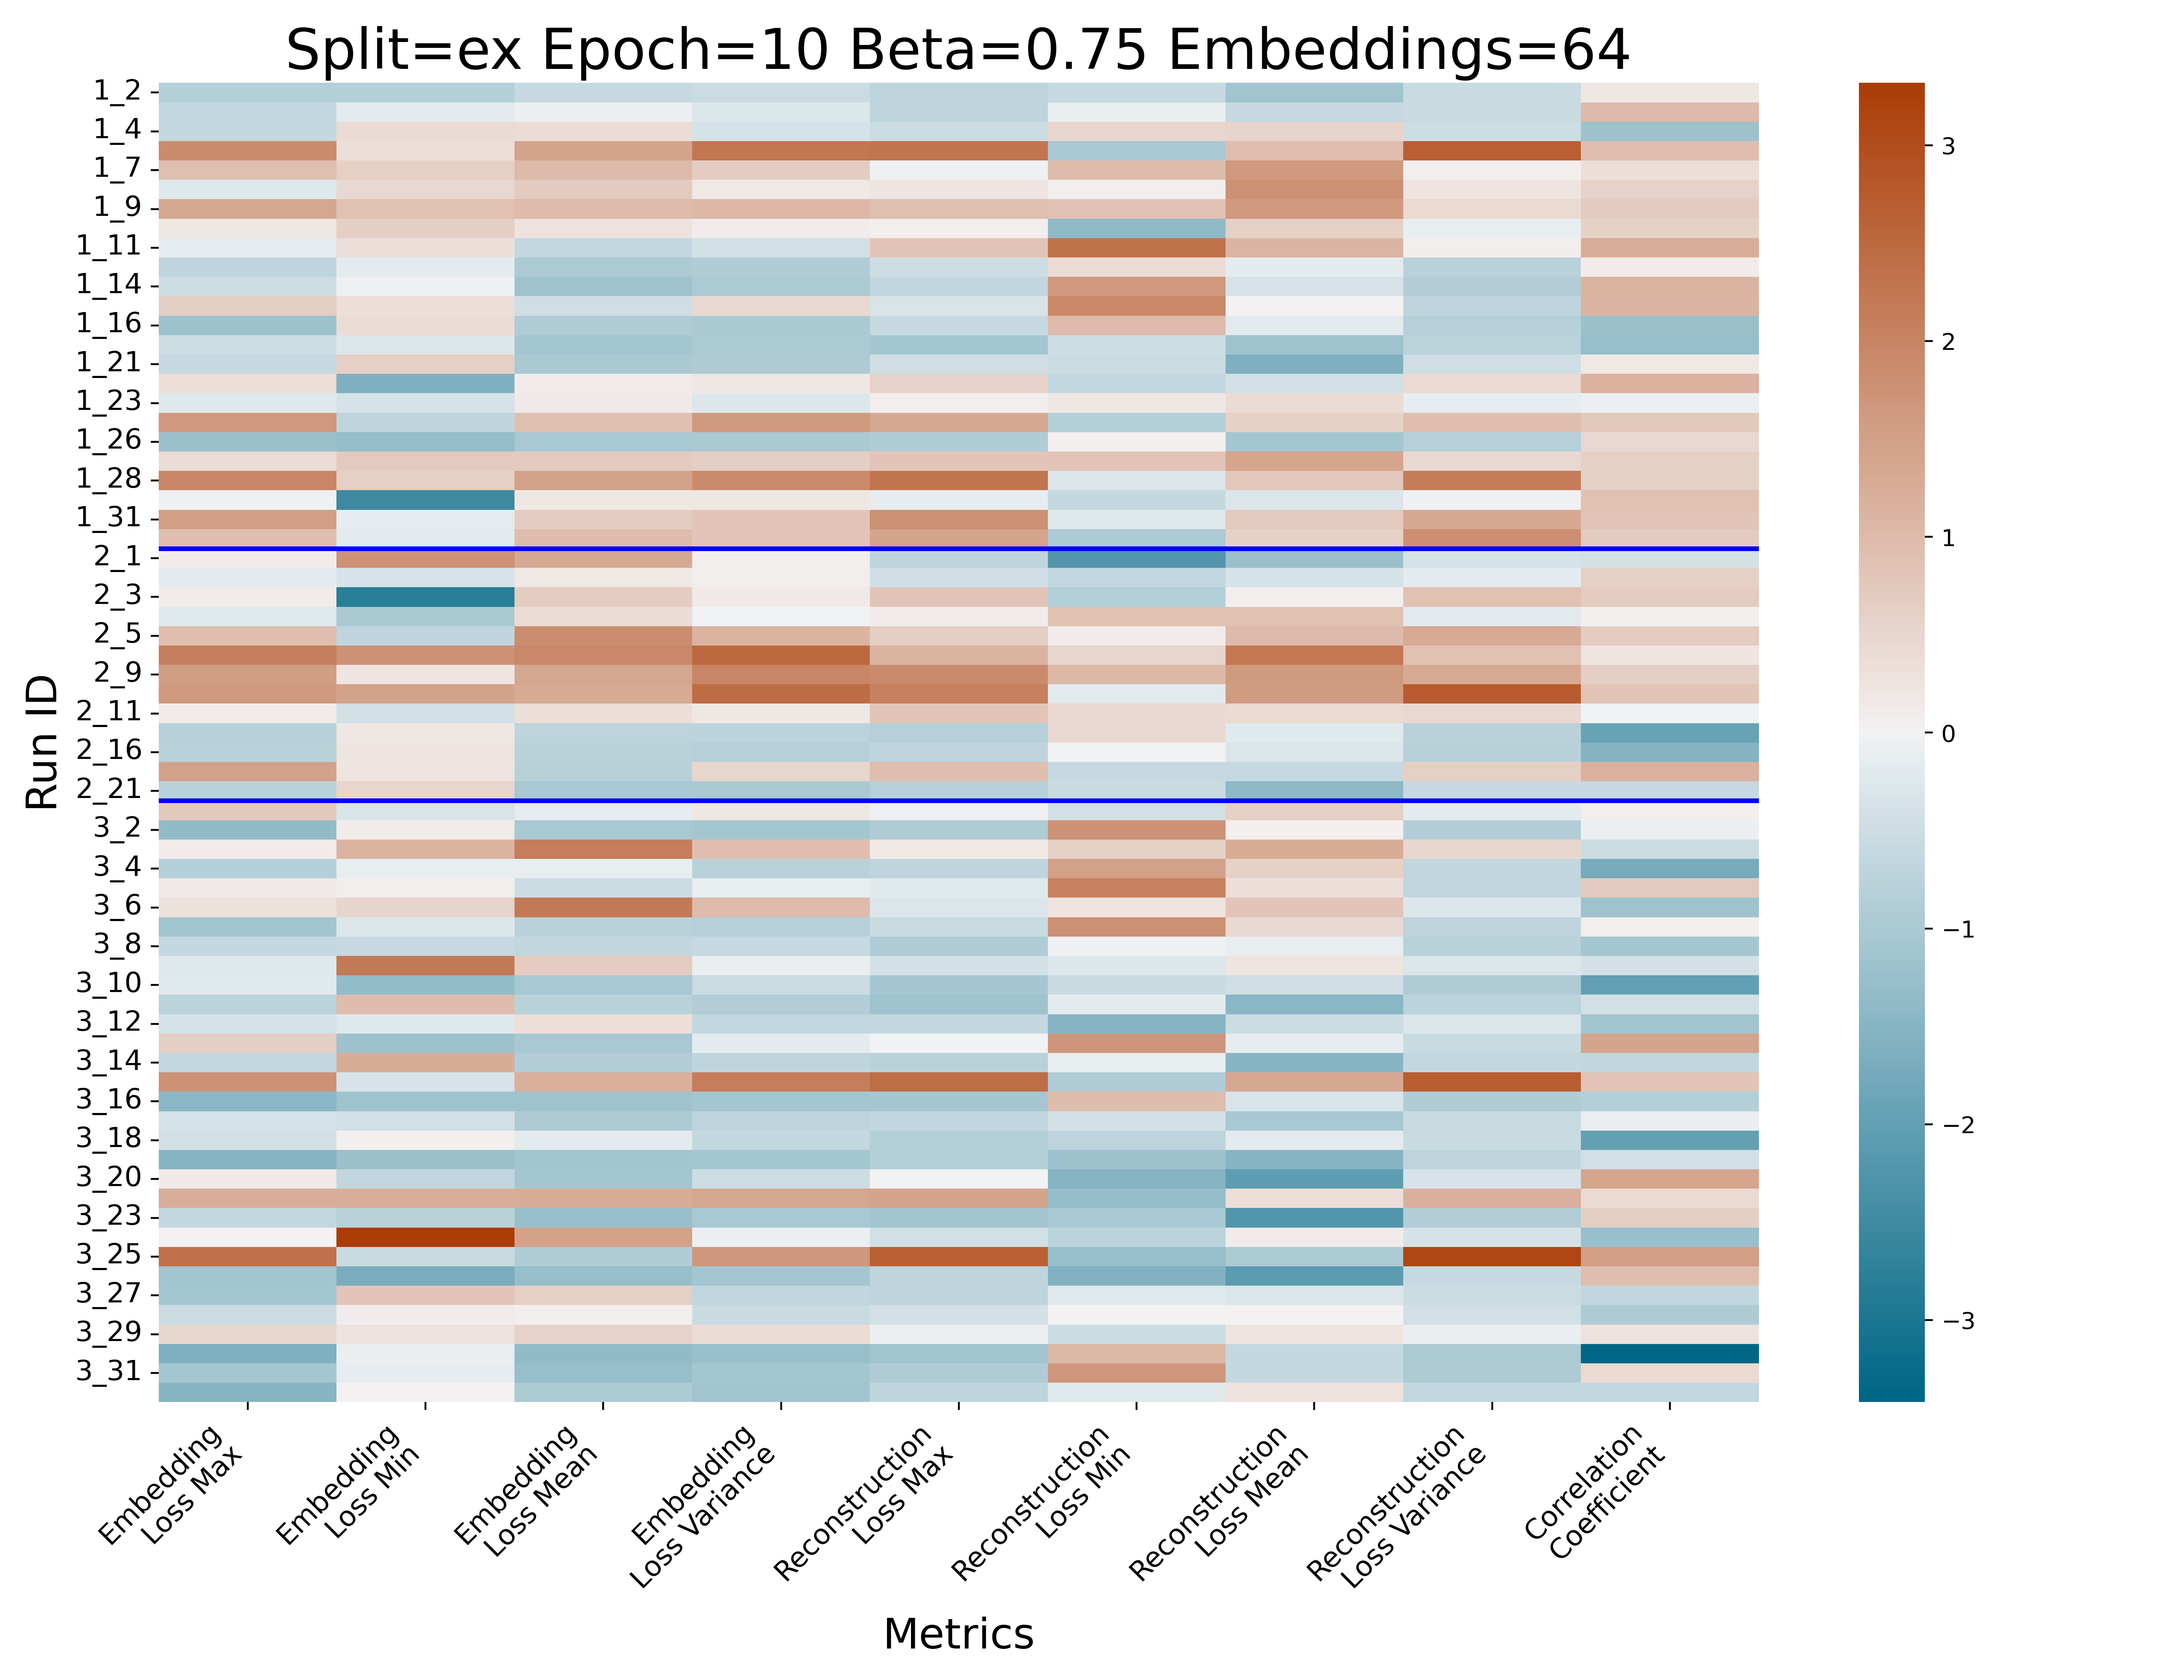 Split=ex Epoch=10 Beta=0.75 Embeddings=64
1_2
1_4
1_7
1_9
1_11
1_14
1_16
1_21
1_23
1_26
1_28
1_31
2_1
2_3
2_5
2_9
2_11
2_16
2_21
3_2
3_4
3_6
3_8
3_10
3_12
3_14
3_16
3_18
3_20
3_23
3_25
3_27
3_29
3_31
Run ID
Embedding
Loss Max
Embedding
Loss Min
Embedding
Loss Mean
Embedding
Loss Variance
Reconstruction
Loss Max
Reconstruction
Loss Min
Reconstruction
Loss Mean
Reconstruction
Loss Variance
Correlation
Coefficient
Metrics
3
2
1
0
−1
−2
−3